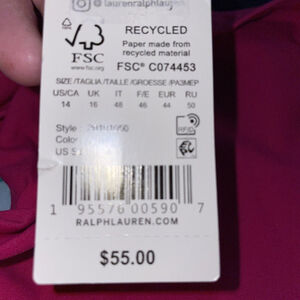 @laurenralphlauren
RECYCLED
Paper made from
recycled material
FSC
www.fsc.org
FSC® C074453
SIZE/TAGLIA/TAILLE/GROESSE/РАЗМЕР
US/CA UK IT F/E EUR RU
14 16 48 46 44 50
Style
Color
US
RFID
1 95576 00590 7
RALPHLAUREN.COM
$55.00